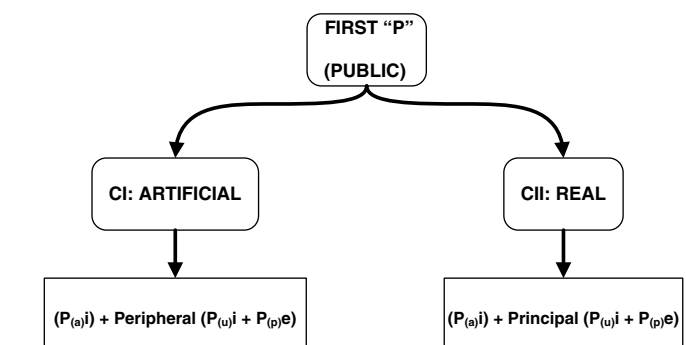 FIRST “P”
(PUBLIC)
CI: ARTIFICIAL
CII: REAL
(P(a)i) + Peripheral (P(u)i + P(p)e)
(P(a)i) + Principal (P(u)i + P(p)e)